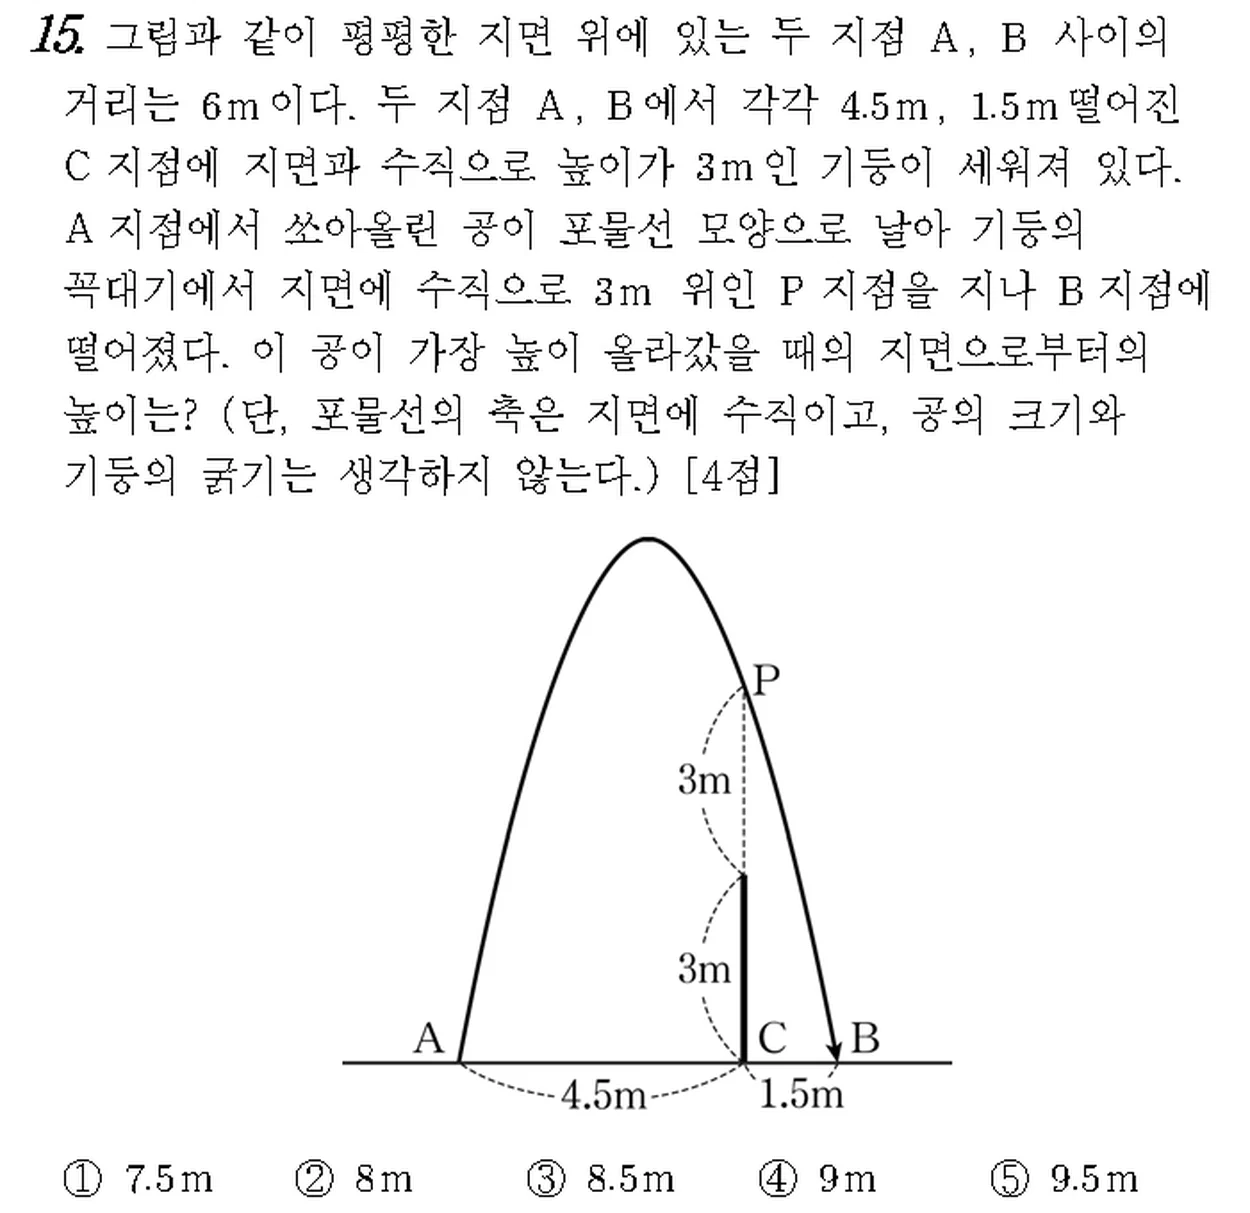 15. 그림과 같이 평평한 지면 위에 있는 두 지점 A, B 사이의
거리는 6m이다. 두 지점 A, B에서 각각 4.5m, 1.5m 떨어진
C 지점에 지면과 수직으로 높이가 3m인 기둥이 세워져 있다.
A 지점에서 쏘아올린 공이 포물선 모양으로 날아 기둥의
꼭대기에서 지면에 수직으로 3m 위인 P 지점을 지나 B 지점에
떨어졌다. 이 공이 가장 높이 올라갔을 때의 지면으로부터의
높이는? (단, 포물선의 축은 지면에 수직이고, 공의 크기와
기둥의 굵기는 생각하지 않는다.) [4점]
P
3m
3m
A
C
B
4.5m
1.5m
① 7.5m ② 8m ③ 8.5m ④ 9m ⑤ 9.5m